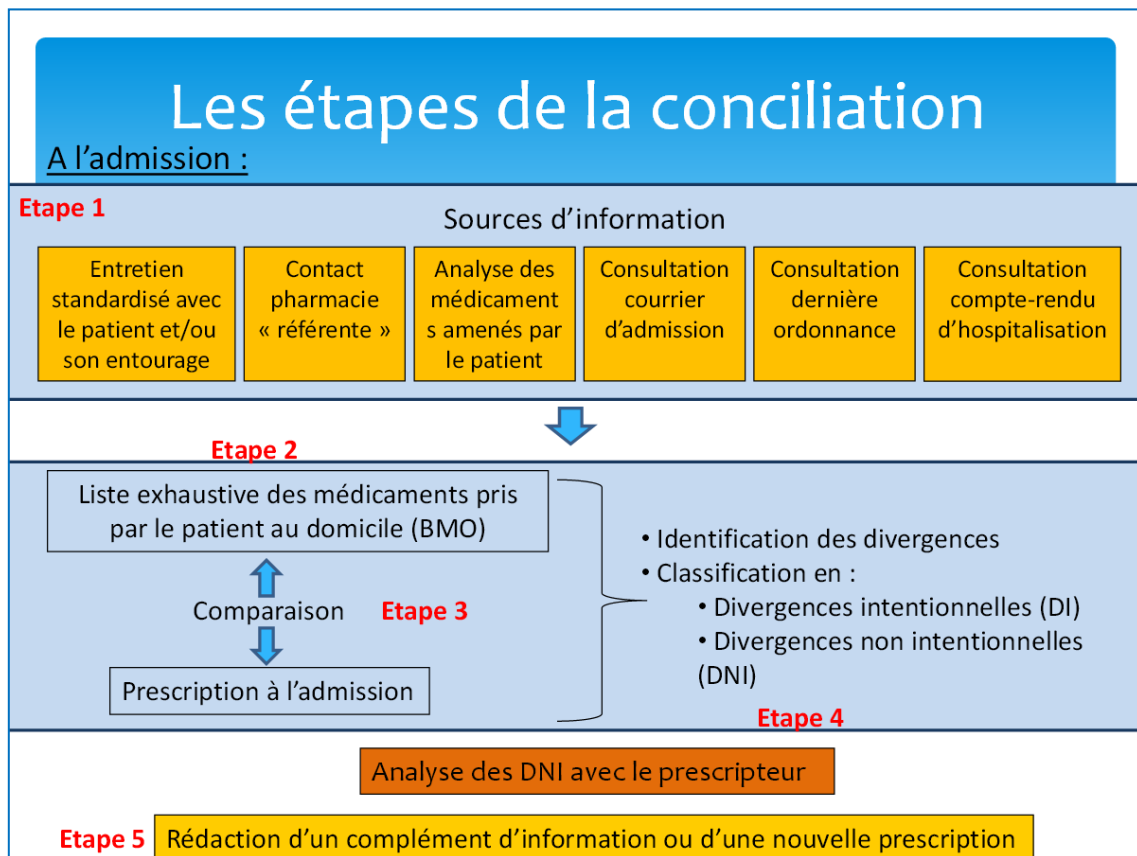 Les étapes de la conciliation
A l'admission :
Etape 1
Sources d'information
Entretien
standardisé avec
le patient et/ou
son entourage
Contact
pharmacie
« référente »
Analyse des
médicament
s amenés par
le patient
Consultation
courrier
d'admission
Consultation
dernière
ordonnance
Consultation
compte-rendu
d'hospitalisation
Etape 2
Liste exhaustive des médicaments pris
par le patient au domicile (BMO)
Comparaison
Etape 3
Prescription à l'admission
• Identification des divergences
• Classification en :
• Divergences intentionnelles (DI)
• Divergences non intentionnelles
(DNI)
Etape 4
Analyse des DNI avec le prescripteur
Etape 5
Rédaction d'un complément d'information ou d'une nouvelle prescription